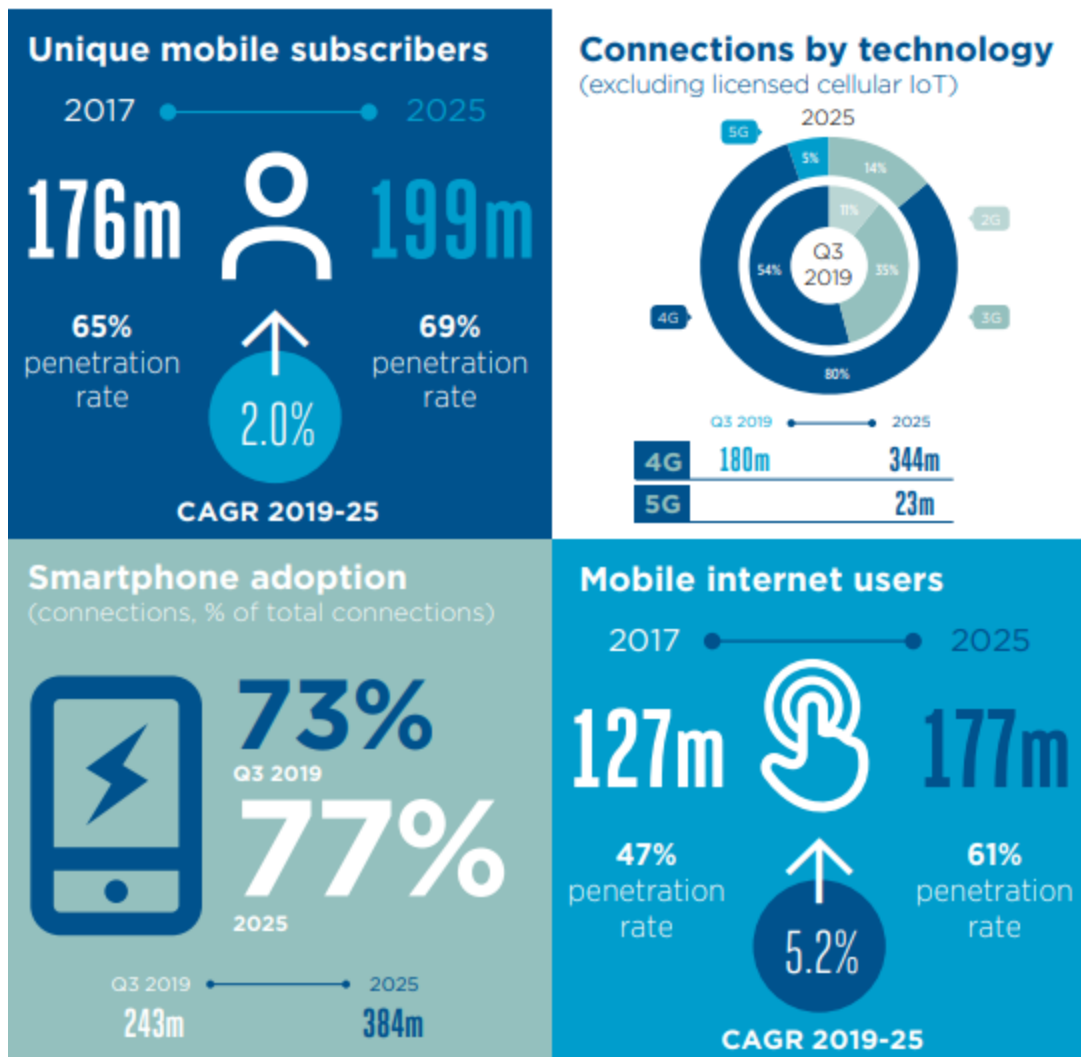 Unique mobile subscribers
2017 2025
176m 199m
65%
penetration
rate
69%
penetration
rate
2.0%
CAGR 2019-25
Connections by technology
(excluding licensed cellular IoT)
2025
5G
5%
14%
11%
2G
Q3
2019
54%
35%
4G
3G
80%
Q3 2019 2025
4G 180m 344m
5G 23m
Smartphone adoption
(connections, % of total connections)
73%
Q3 2019
77%
2025
Q3 2019 2025
243m 384m
Mobile internet users
2017 2025
127m 177m
47%
penetration
rate
61%
penetration
rate
5.2%
CAGR 2019-25